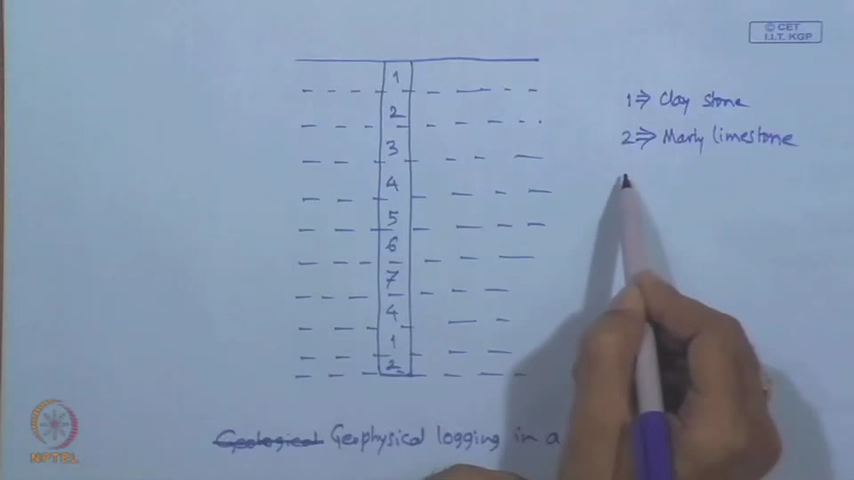 © CET
I.I.T. KGP
1
2
3
4
5
6
7
4
1
2
1 ⇒ Clay stone
2 ⇒ Marly limestone
Geological Geophysical logging in a
NPTEL